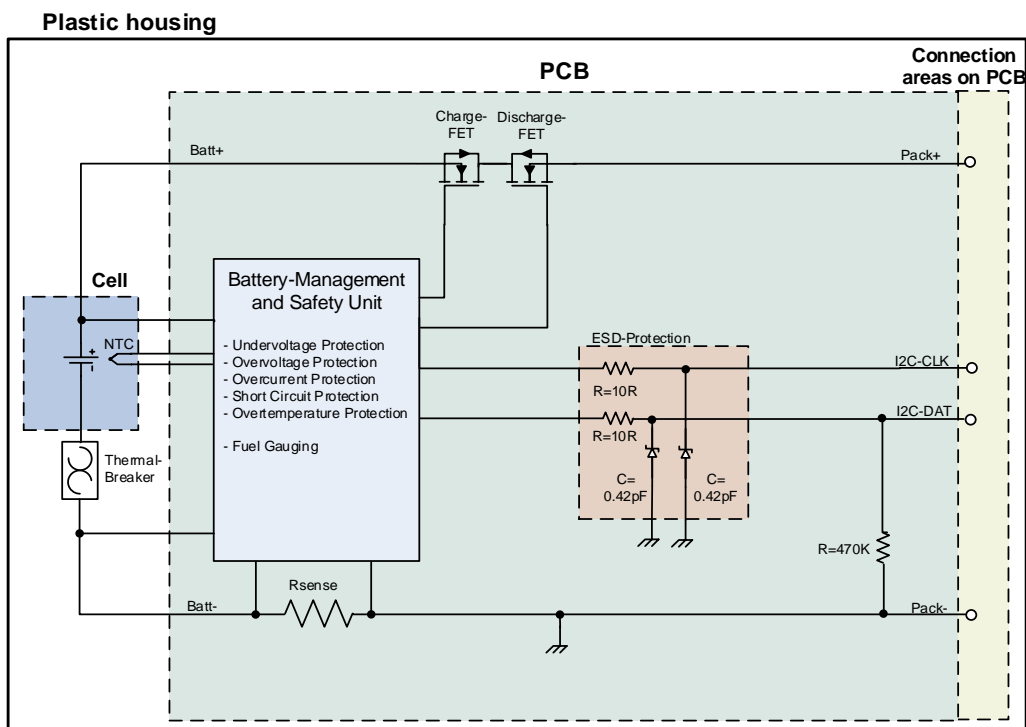 Plastic housing
Connection
areas on PCB
PCB
Charge-
FET
Discharge-
FET
Batt+
Pack+
Cell
NTC
+
-
Thermal-
Breaker
Battery-Management
and Safety Unit
- Undervoltage Protection
- Overvoltage Protection
- Overcurrent Protection
- Short Circuit Protection
- Overtemperature Protection
- Fuel Gauging
ESD-Protection
R=10R
R=10R
C=
0.42pF
C=
0.42pF
I2C-CLK
I2C-DAT
R=470K
Rsense
Batt-
Pack-